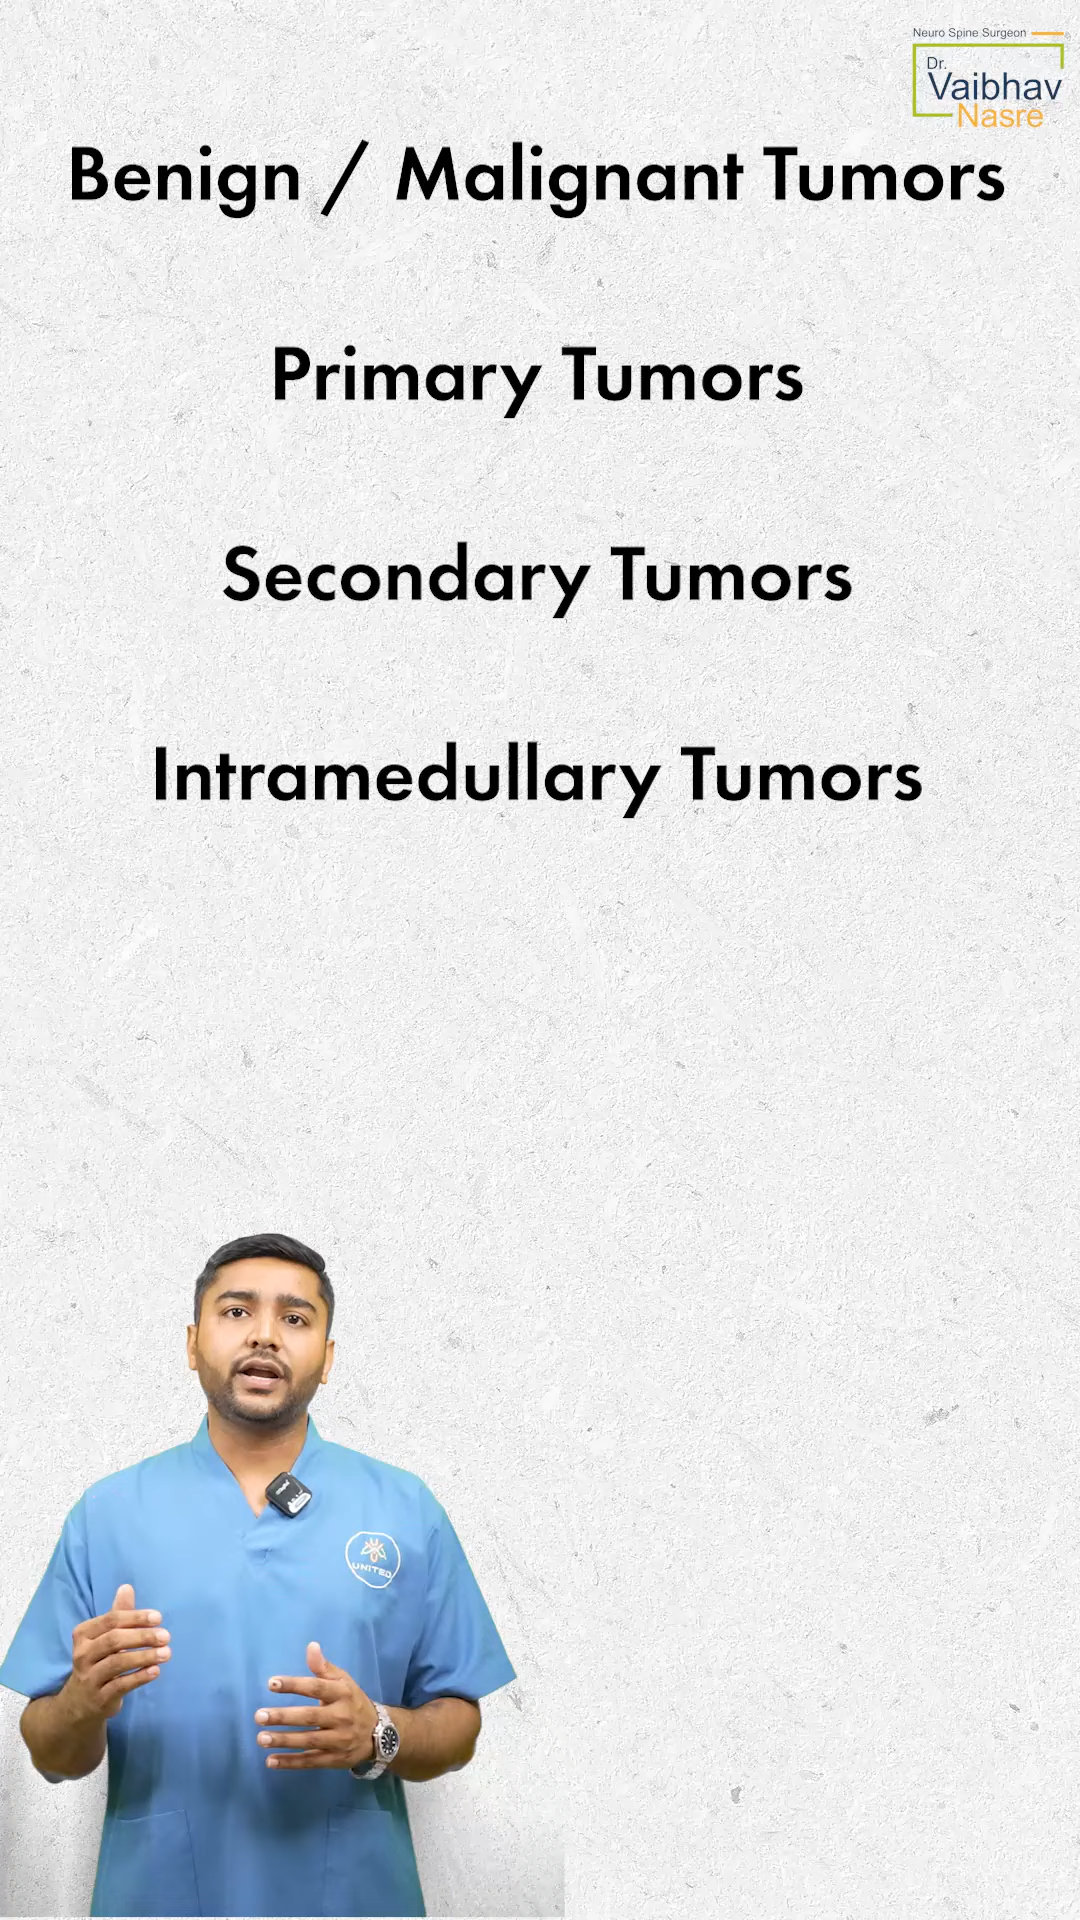 Neuro Spine Surgeon
Dr.
Vaibhav
Nasre
Benign / Malignant Tumors
Primary Tumors
Secondary Tumors
Intramedullary Tumors
UNITED